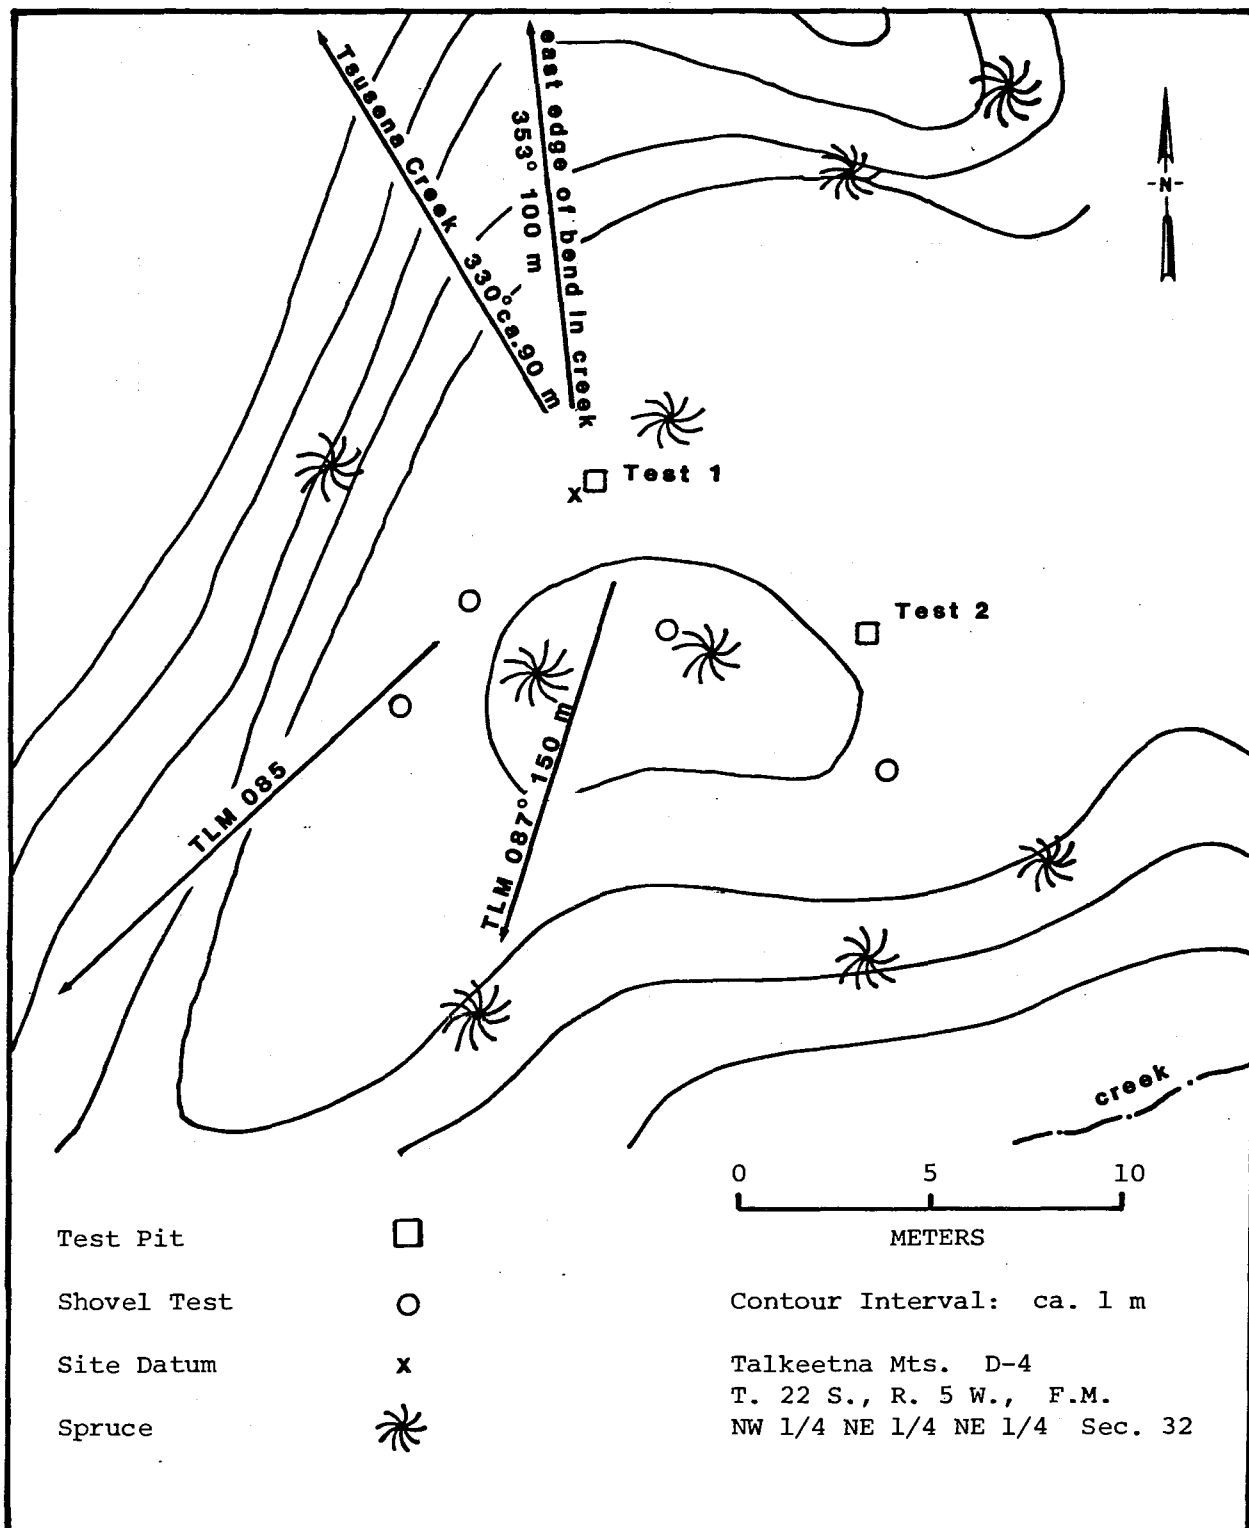 Tsusena Creek 330° ca. 90 m
east edge of bend in creek
353° 100 m
-N-
Test 1
Test 2
TLM 085
TLM 087° 150 m
creek
0 5 10
METERS
Test Pit
Shovel Test
Contour Interval: ca. 1 m
Site Datum x
Talkeetna Mts. D-4
T. 22 S., R. 5 W., F.M.
Spruce
NW 1/4 NE 1/4 NE 1/4 Sec. 32
x